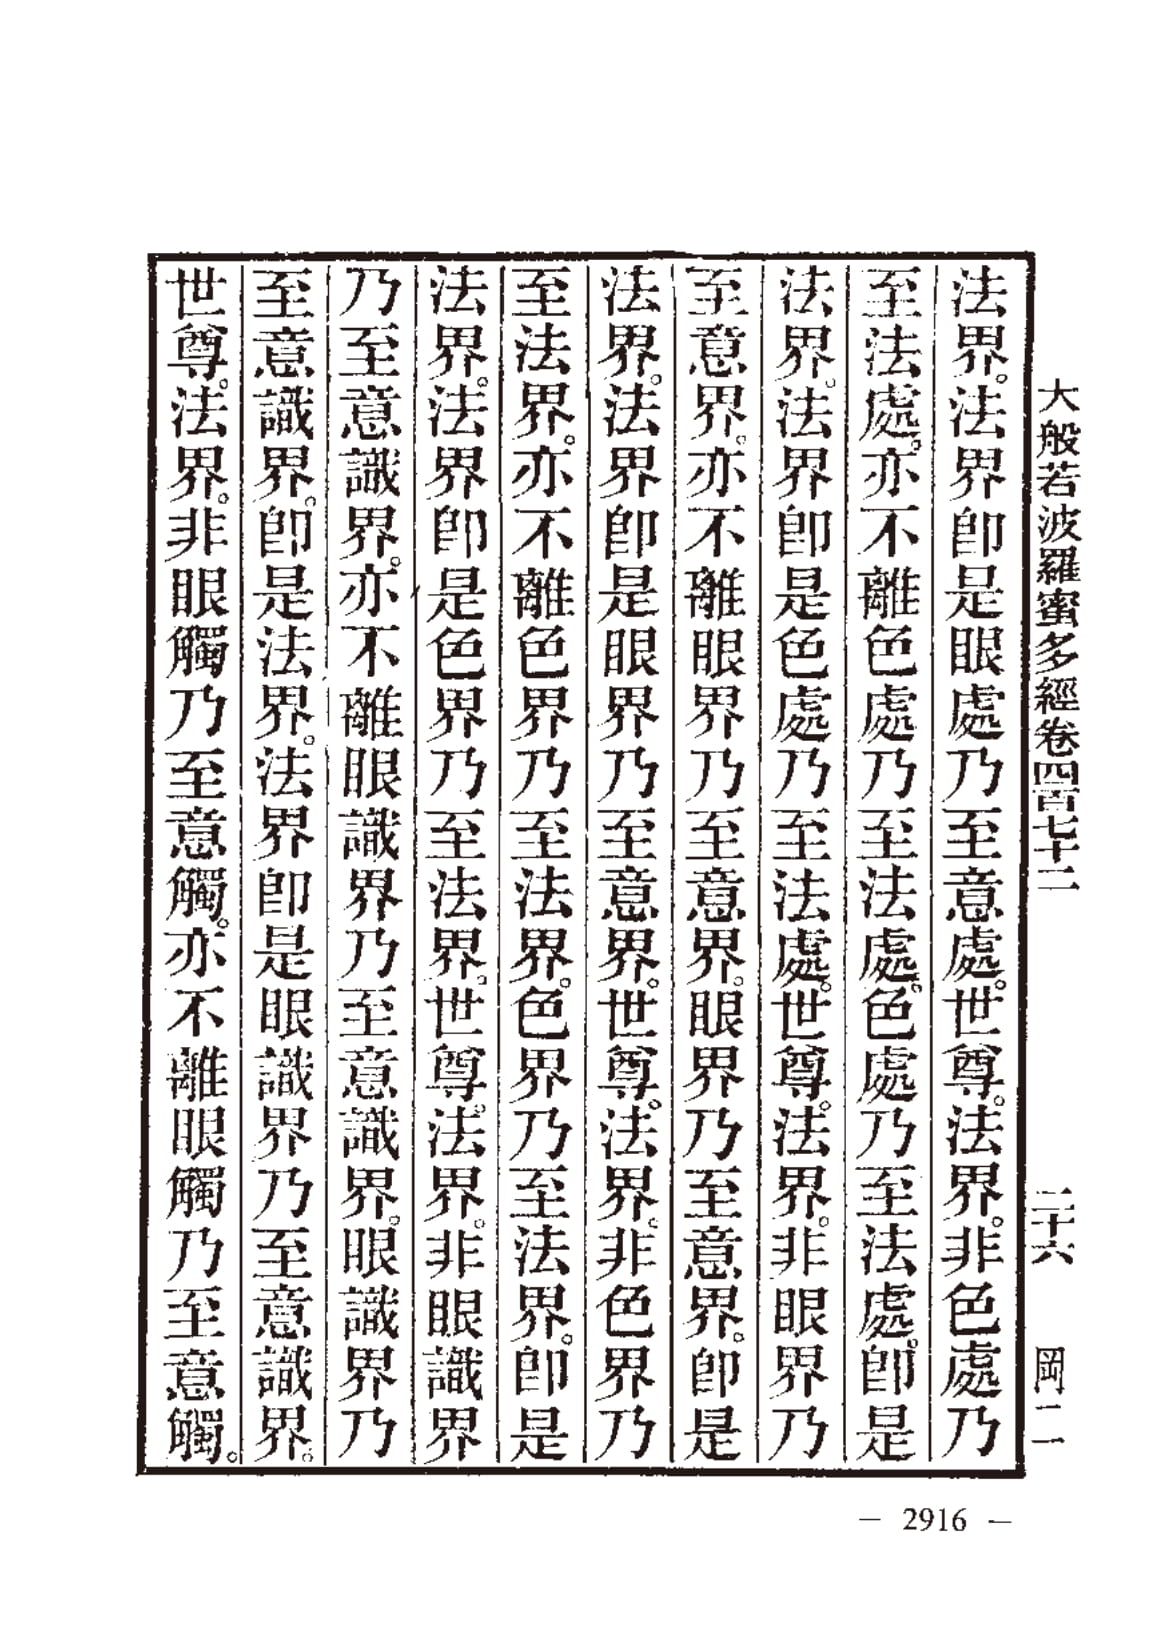 大般若波羅蜜多經卷四百七十二 二十六 岡二
法界。法界卽是眼處乃至意處。世尊。法界。非色處乃
至法處。亦不離色處乃至法處。色處乃至法處。卽是
法界。法界卽是色處乃至法處。世尊。法界。非眼界乃
至意界。亦不離眼界乃至意界。眼界乃至意界。卽是
法界。法界卽是眼界乃至意界。世尊。法界。非色界乃
至法界。亦不離色界乃至法界。色界乃至法界。卽是
法界。法界卽是色界乃至法界。世尊。法界。非眼識界
乃至意識界。亦不離眼識界乃至意識界。眼識界乃
至意識界。卽是法界。法界卽是眼識界乃至意識界。
世尊。法界。非眼觸乃至意觸。亦不離眼觸乃至意觸。
— 2916 —